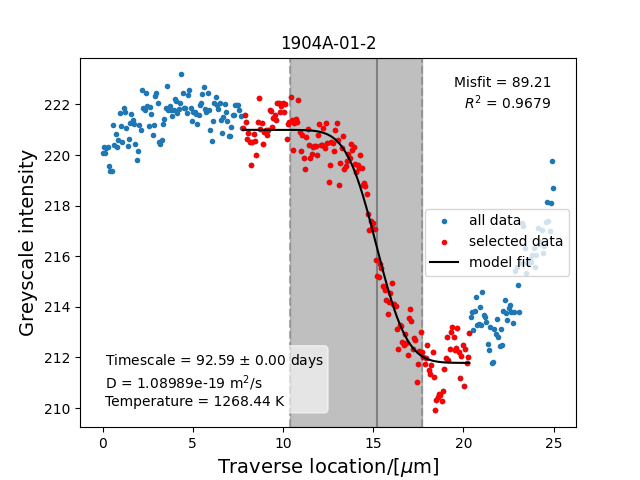 1904A-01-2
Misfit = 89.21
R² = 0.9679
Greyscale intensity
222
220
218
216
214
212
210
all data
selected data
model fit
Timescale = 92.59 ± 0.00 days
D = 1.08989e-19 m²/s
Temperature = 1268.44 K
0 5 10 15 20 25
Traverse location/[μm]